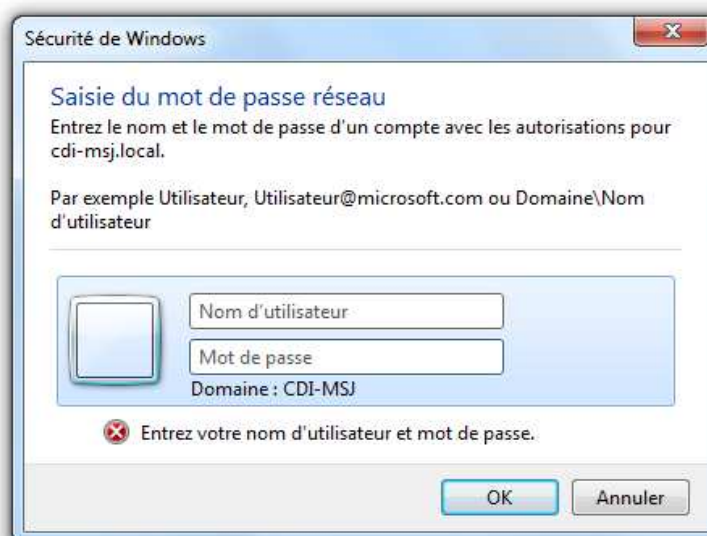 Sécurité de Windows
Saisie du mot de passe réseau
Entrez le nom et le mot de passe d'un compte avec les autorisations pour
cdi-msj.local.
Par exemple Utilisateur, Utilisateur@microsoft.com ou Domaine\Nom
d'utilisateur
Nom d'utilisateur
Mot de passe
Domaine : CDI-MSJ
Entrez votre nom d'utilisateur et mot de passe.
OK Annuler